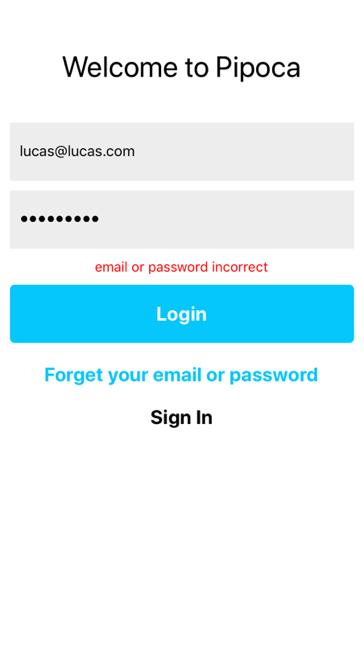 Welcome to Pipoca
lucas@lucas.com
•••••••••
email or password incorrect
Login
Forget your email or password
Sign In